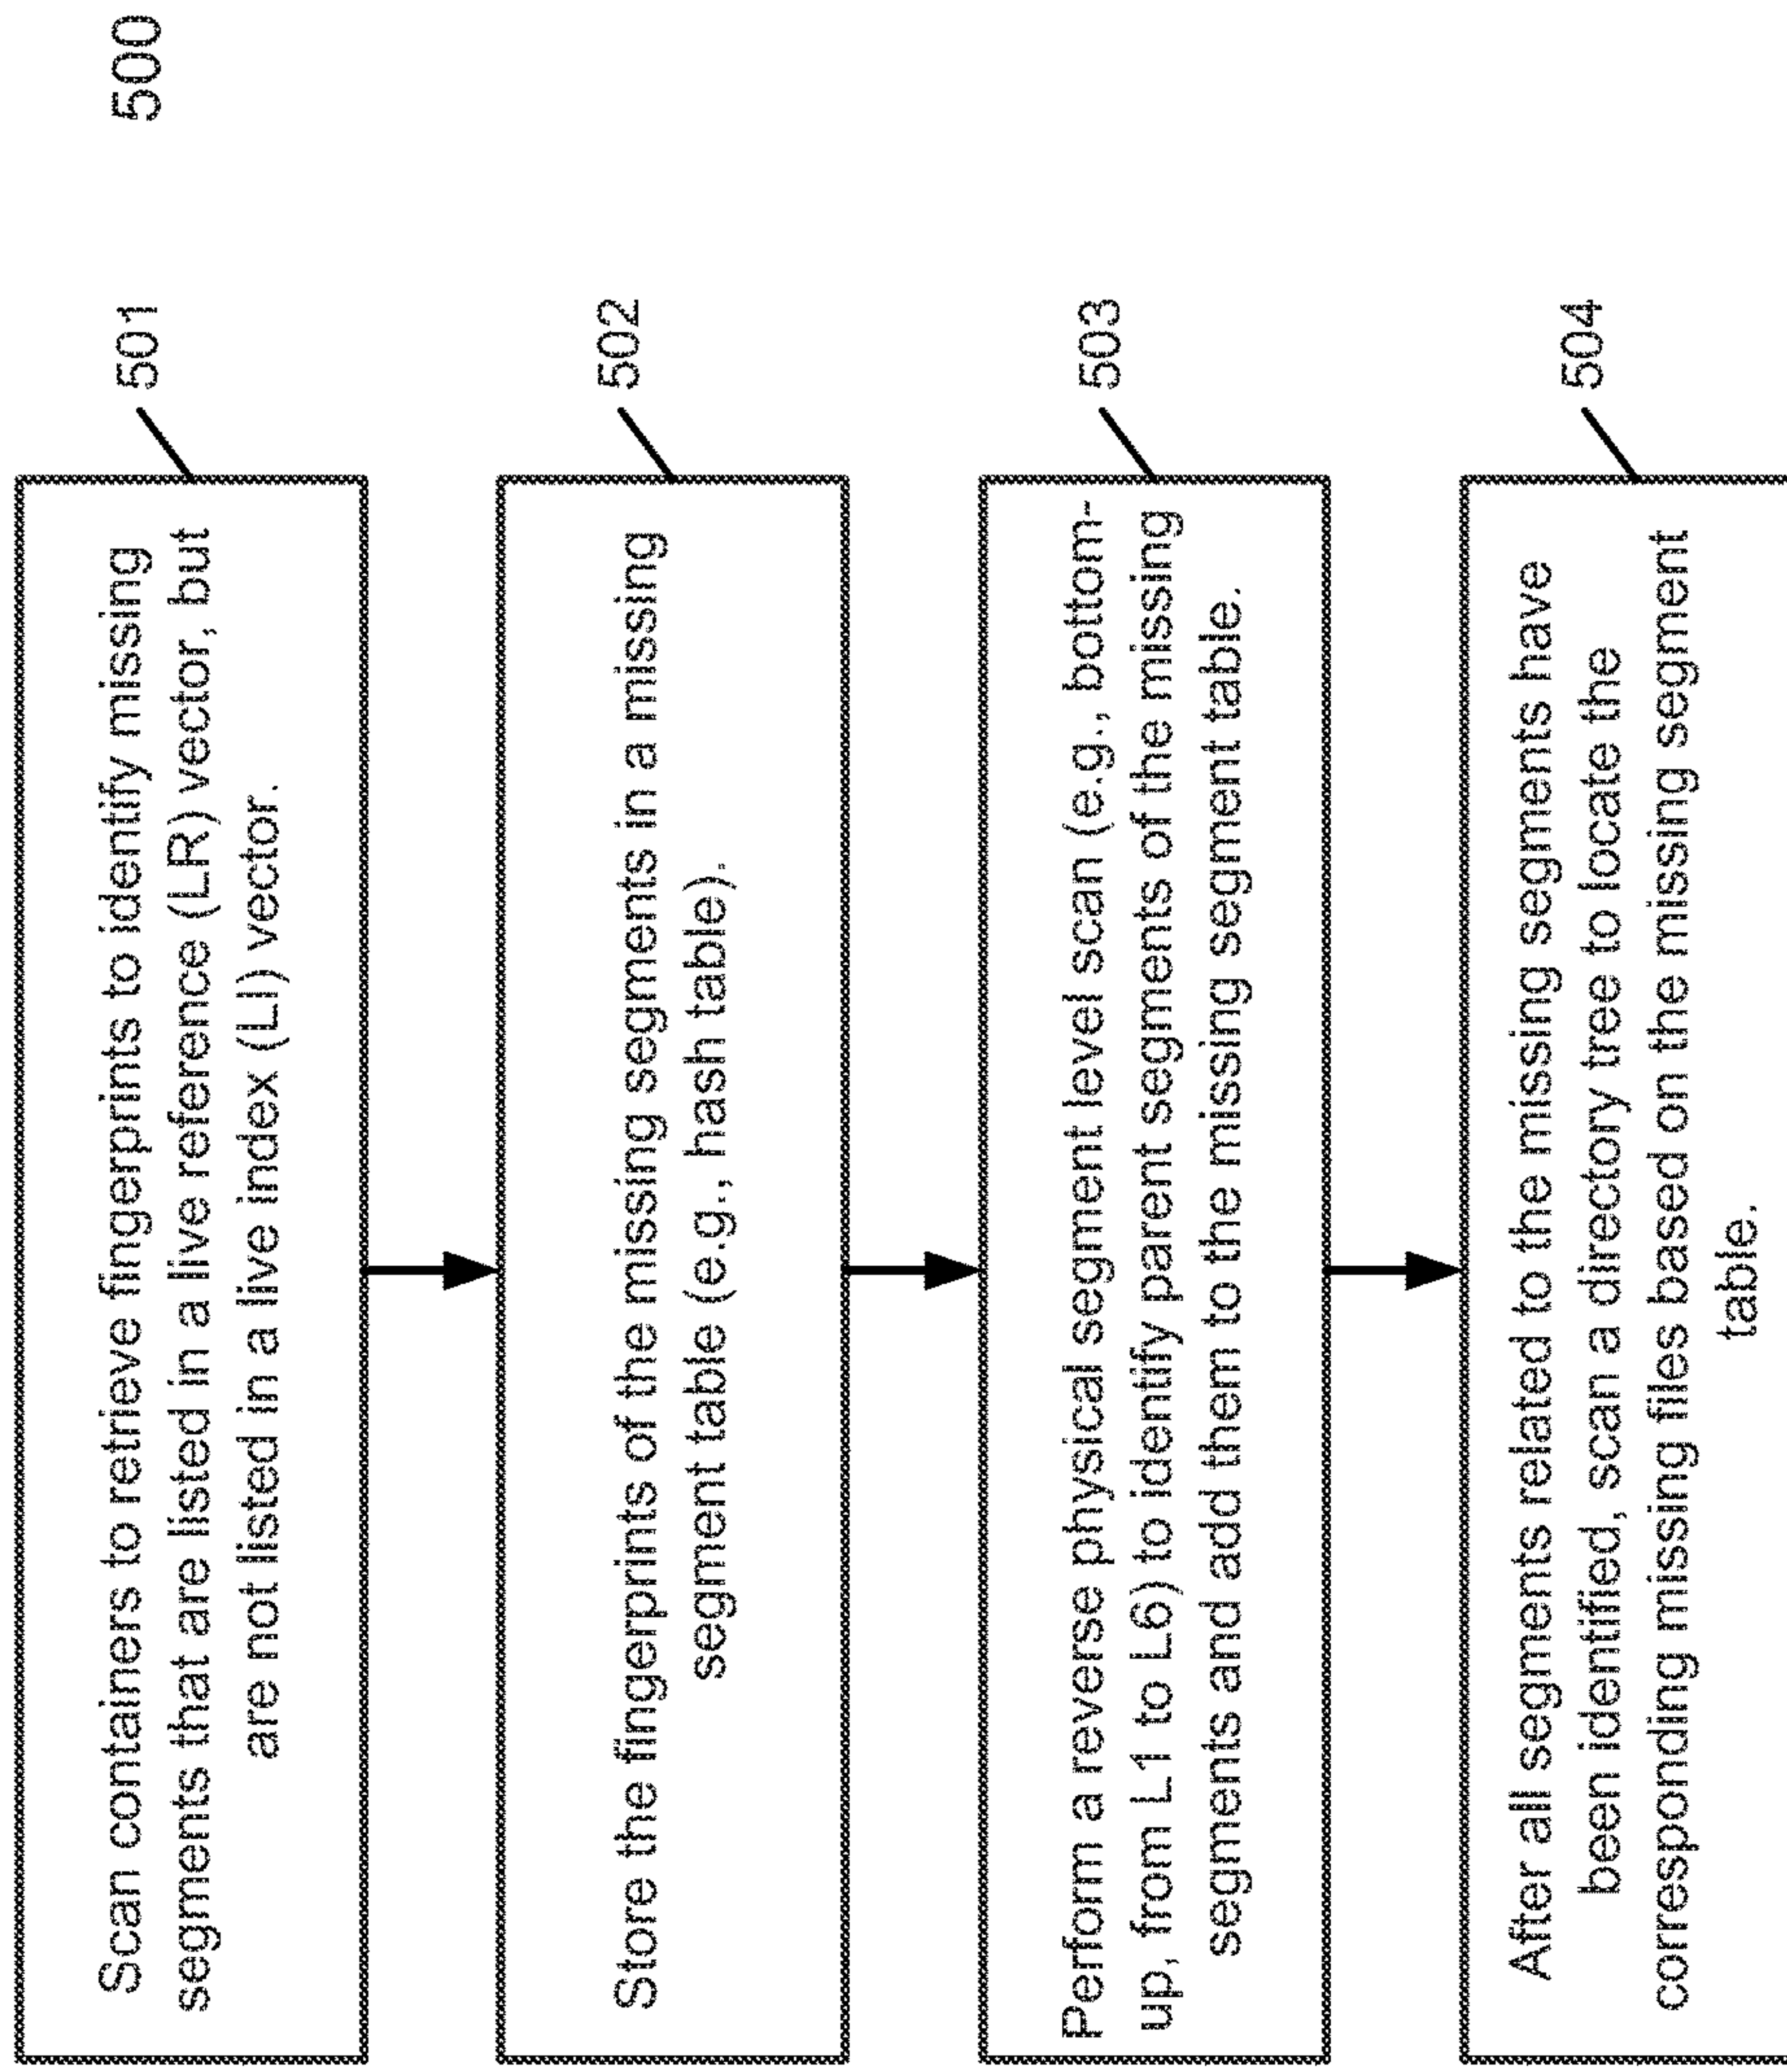 500
501
Scan containers to retrieve fingerprints to identify missing
segments that are listed in a live reference (LR) vector, but
are not listed in a live index (LI) vector.
502
Store the fingerprints of the missing segments in a missing
segment table (e.g., hash table).
503
Perform a reverse physical segment level scan (e.g., bottom-
up, from L1 to L6) to identify parent segments of the missing
segments and add them to the missing segment table.
504
After all segments related to the missing segments have
been identified, scan a directory tree to locate the
corresponding missing files based on the missing segment
table.